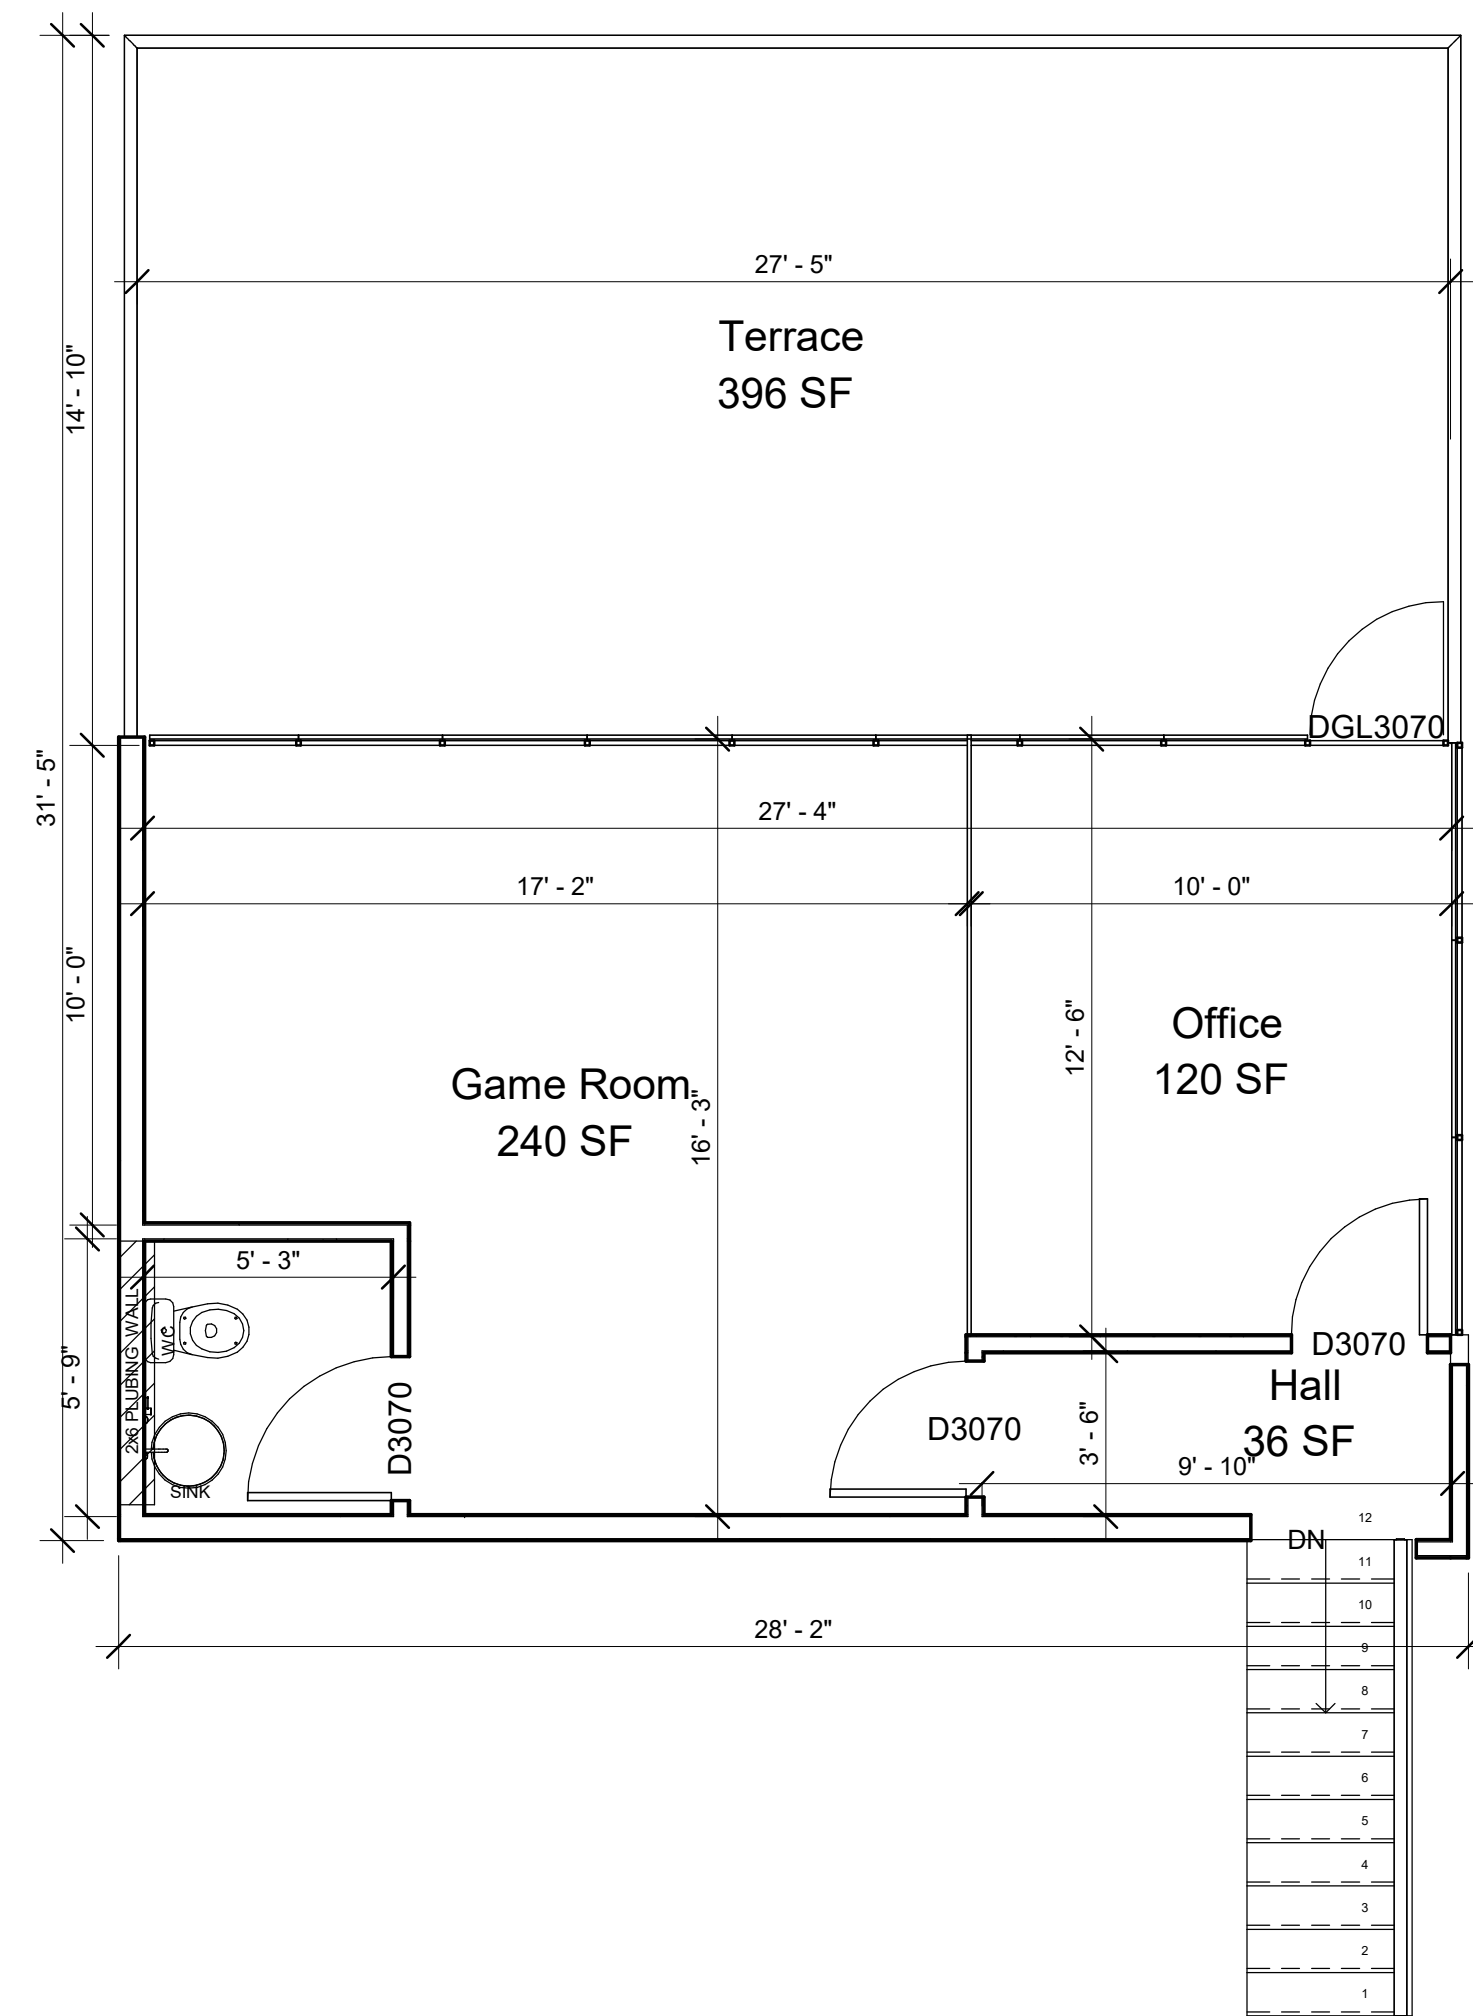 27' - 5"
Terrace
396 SF
14' - 10"
DGL3070
31' - 5"
27' - 4"
17' - 2"
10' - 0"
10' - 0"
12' - 6"
Office
120 SF
Game Room
240 SF
16' - 3"
5' - 3"
2x6 PLUBING WALL
WC
5' - 9"
D3070
SINK
D3070
D3070
Hall
36 SF
3' - 6"
9' - 10"
DN
12
11
10
9
8
7
6
5
4
3
2
1
28' - 2"